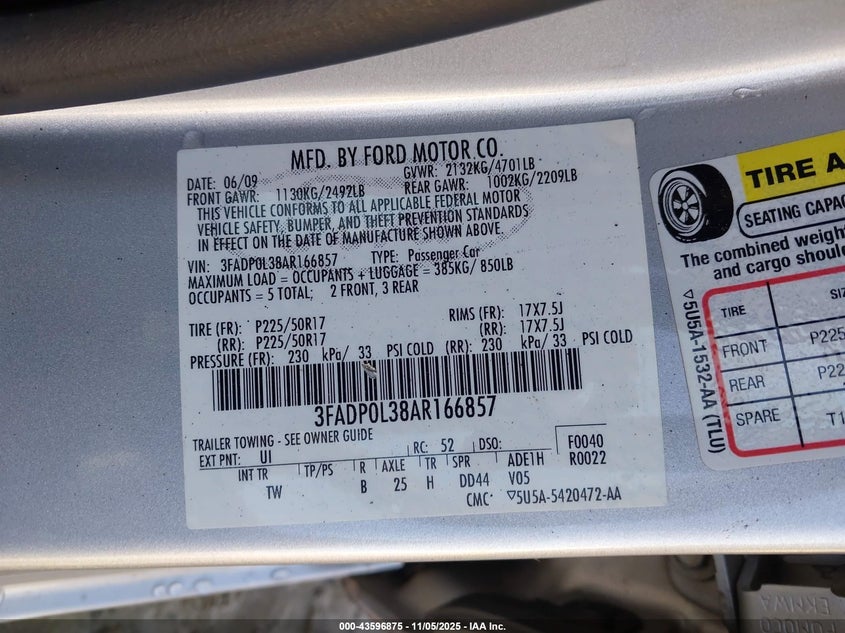 MFD. BY FORD MOTOR CO.
DATE: 06/09 GVWR: 2132KG/4701LB
FRONT GAWR: 1130KG/2492LB REAR GAWR: 1002KG/2209LB
THIS VEHICLE CONFORMS TO ALL APPLICABLE FEDERAL MOTOR
VEHICLE SAFETY, BUMPER, AND THEFT PREVENTION STANDARDS
IN EFFECT ON THE DATE OF MANUFACTURE SHOWN ABOVE.
VIN: 3FADP0L38AR166857 TYPE: Passenger Car
MAXIMUM LOAD = OCCUPANTS + LUGGAGE = 385KG/ 850LB
OCCUPANTS = 5 TOTAL; 2 FRONT, 3 REAR
TIRE (FR): P225/50R17 RIMS (FR): 17X7.5J
(RR): P225/50R17 (RR): 17X7.5J
PRESSURE (FR): 230 kPa/ 33 PSI COLD (RR): 230 kPa/ 33 PSI COLD
3FADP0L38AR166857
TRAILER TOWING - SEE OWNER GUIDE
EXT PNT: UI RC: 52 DSO: F0040
R0022
INT TR TP/PS R AXLE TR SPR ADE1H
TW B 25 H DD44 V05
CMC ▽5U5A-5420472-AA
TIRE A
SEATING CAPAC
The combined weigh
and cargo shou
TIRE SI
FRONT P225
REAR P22
SPARE T1
▽5U5A-1532-AA (TLU)
000-43596875 - 11/05/2025 - IAA Inc.